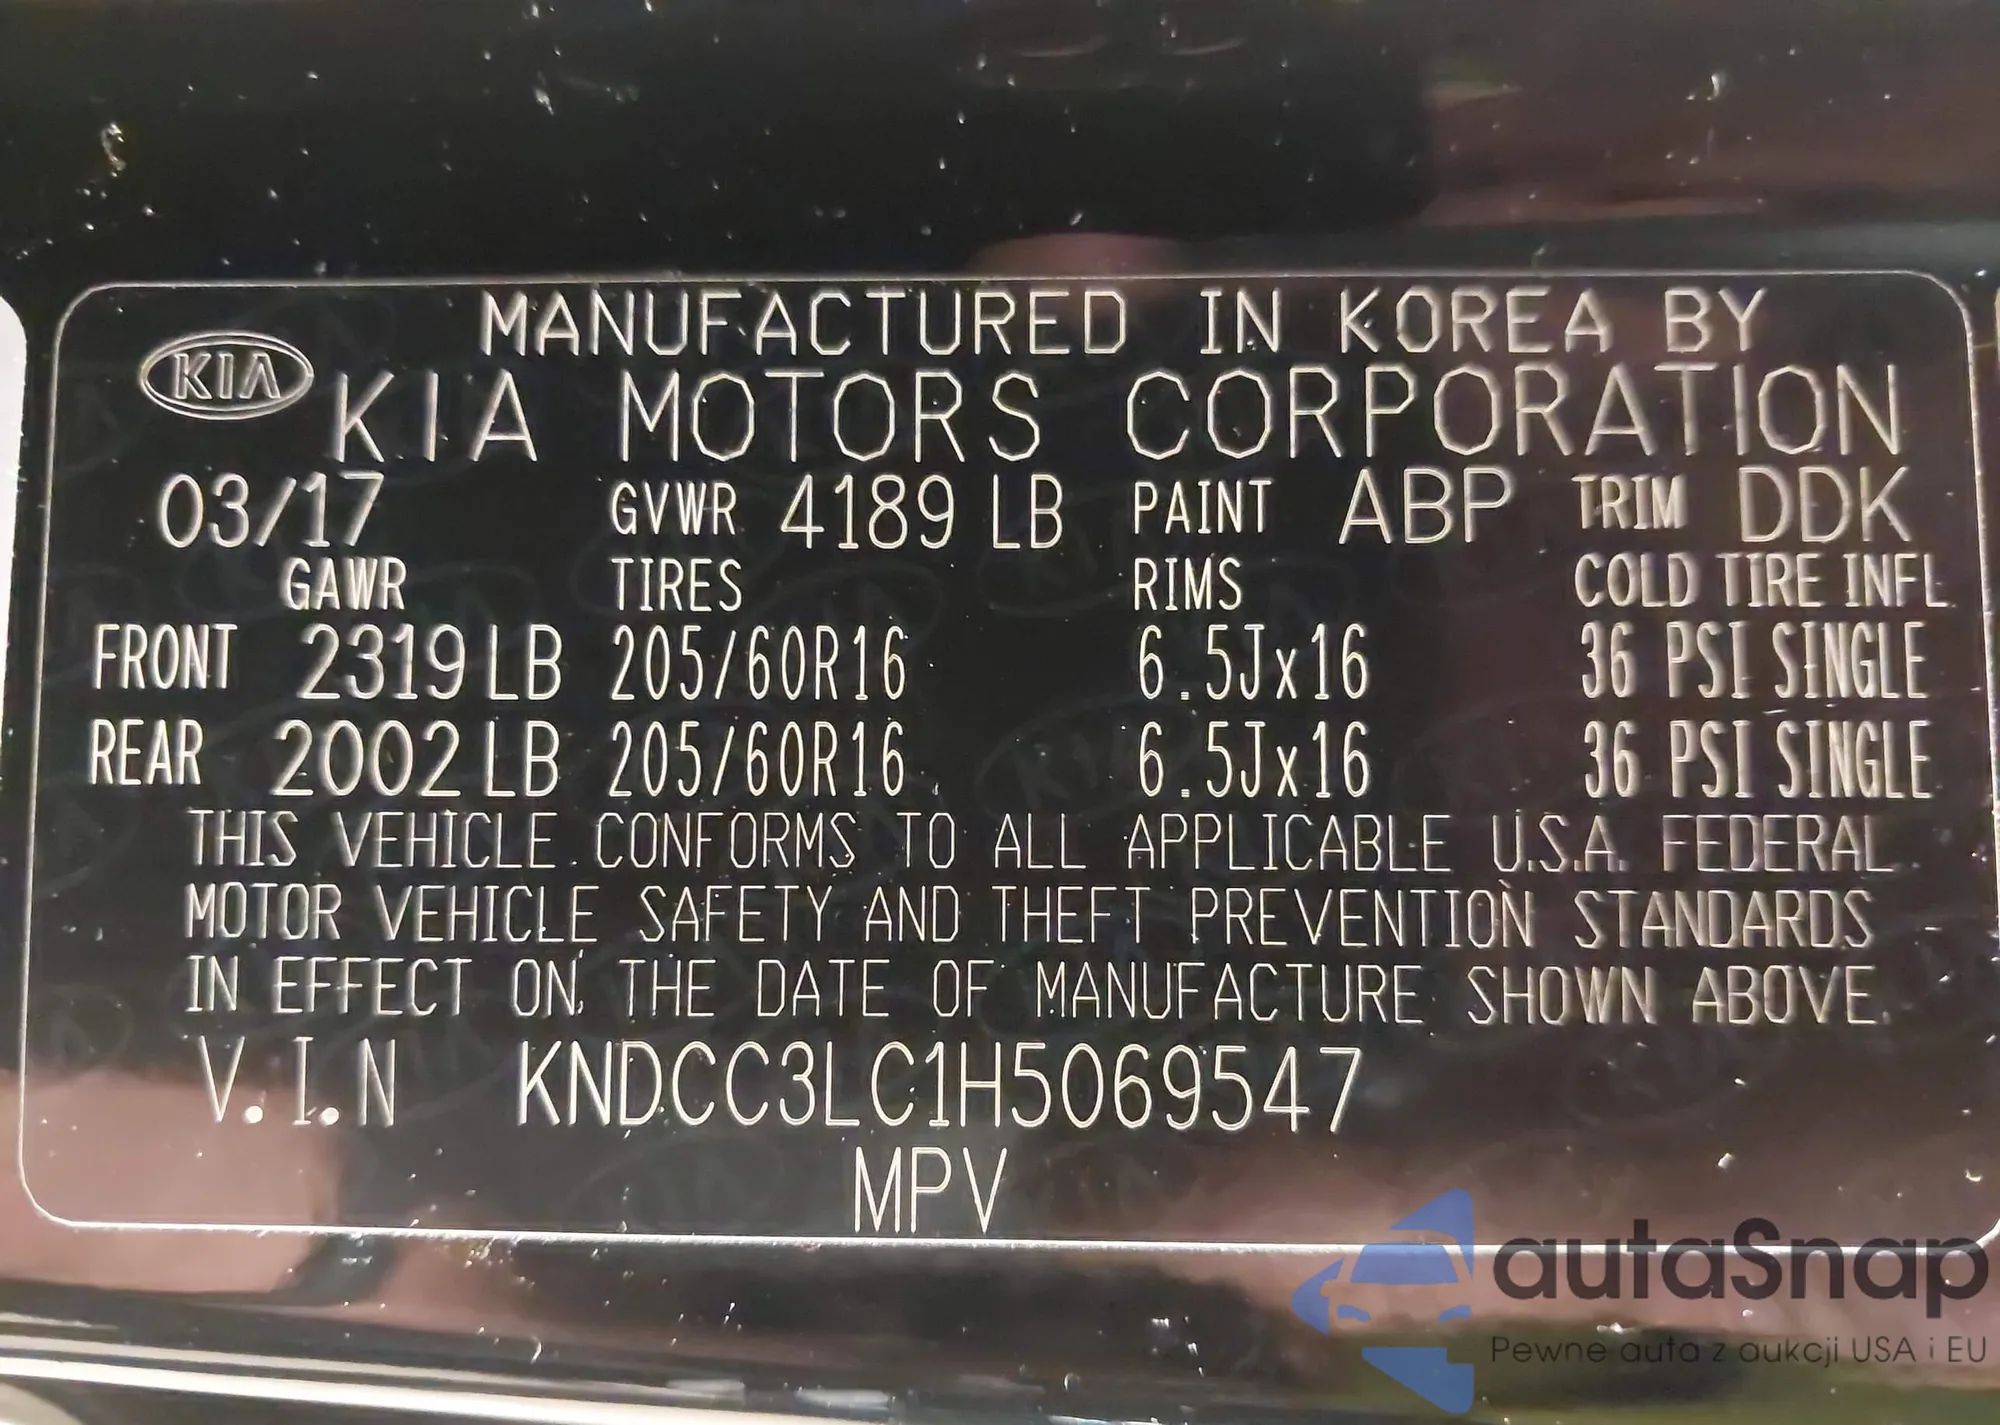 MANUFACTURED IN KOREA BY
KIA KIA MOTORS CORPORATION
03/17 GVWR 4189 LB PAINT ABP TRIM DDK
GAWR TIRES RIMS COLD TIRE INFL
FRONT 2319 LB 205/60R16 6.5Jx16 36 PSI SINGLE
REAR 2002 LB 205/60R16 6.5Jx16 36 PSI SINGLE
THIS VEHICLE CONFORMS TO ALL APPLICABLE U.S.A. FEDERAL
MOTOR VEHICLE SAFETY AND THEFT PREVENTION STANDARDS
IN EFFECT ON THE DATE OF MANUFACTURE SHOWN ABOVE.
V.I.N KNDCC3LC1H5069547
MPV
autaSnap
Pewne auta z aukcji USA i EU